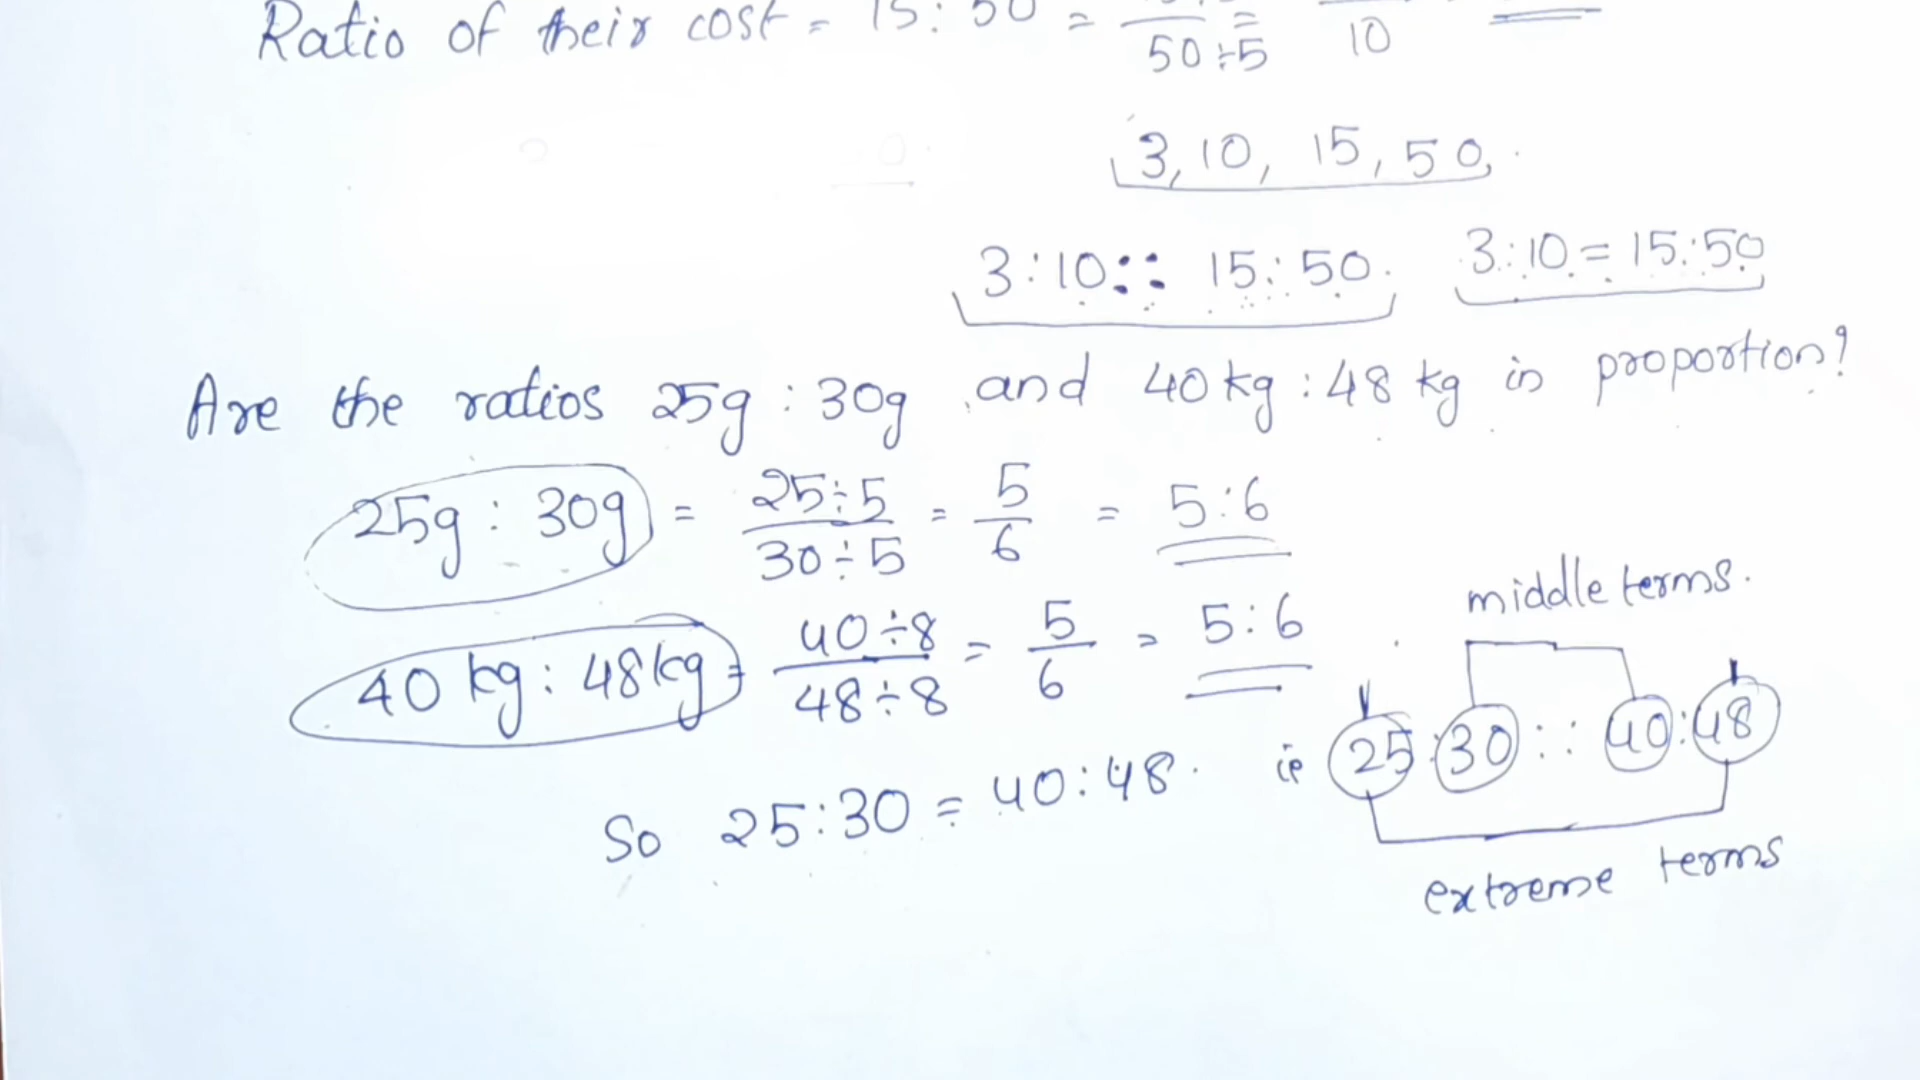 Ratio of their cost = 15:50 = 50÷5 = 10
3, 10, 15, 50.
3:10 :: 15:50. 3:10 = 15:50
Are the ratios 25g : 30g and 40kg : 48 kg in proportion?
25g : 30g = 25÷5 / 30÷5 = 5/6 = 5:6
middle terms.
40 kg : 48kg = 40÷8 / 48÷8 = 5/6 = 5:6
So 25:30 = 40:48. ie 25:30 :: 40:48
extreme terms